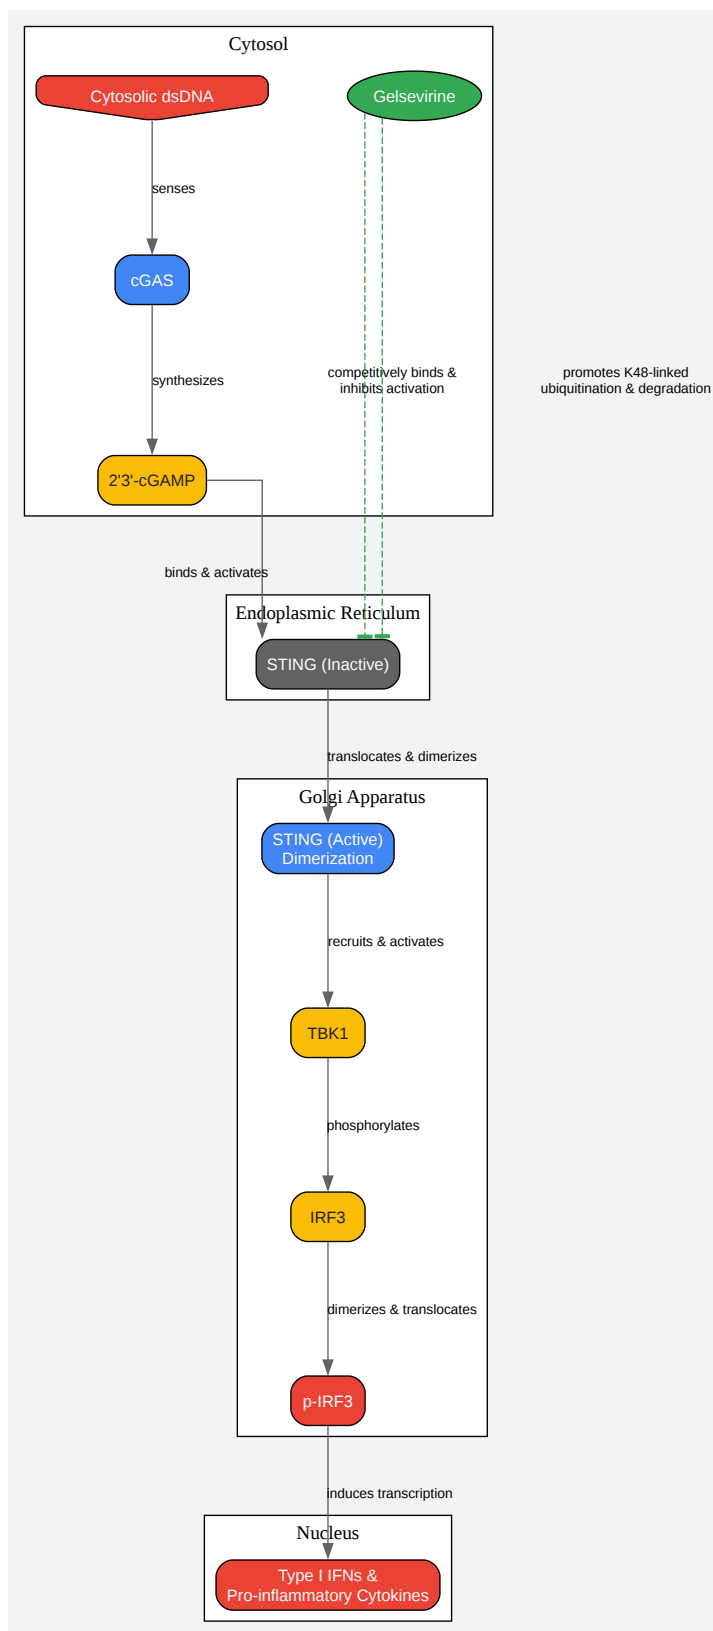 Cytosol
Cytosolic dsDNA
Gelsevirine
senses
cGAS
competitively binds &
inhibits activation
promotes K48-linked
ubiquitination & degradation
synthesizes
2'3'-cGAMP
binds & activates
Endoplasmic Reticulum
STING (Inactive)
translocates & dimerizes
Golgi Apparatus
STING (Active)
Dimerization
recruits & activates
TBK1
phosphorylates
IRF3
dimerizes & translocates
p-IRF3
induces transcription
Nucleus
Type I IFNs &
Pro-inflammatory Cytokines